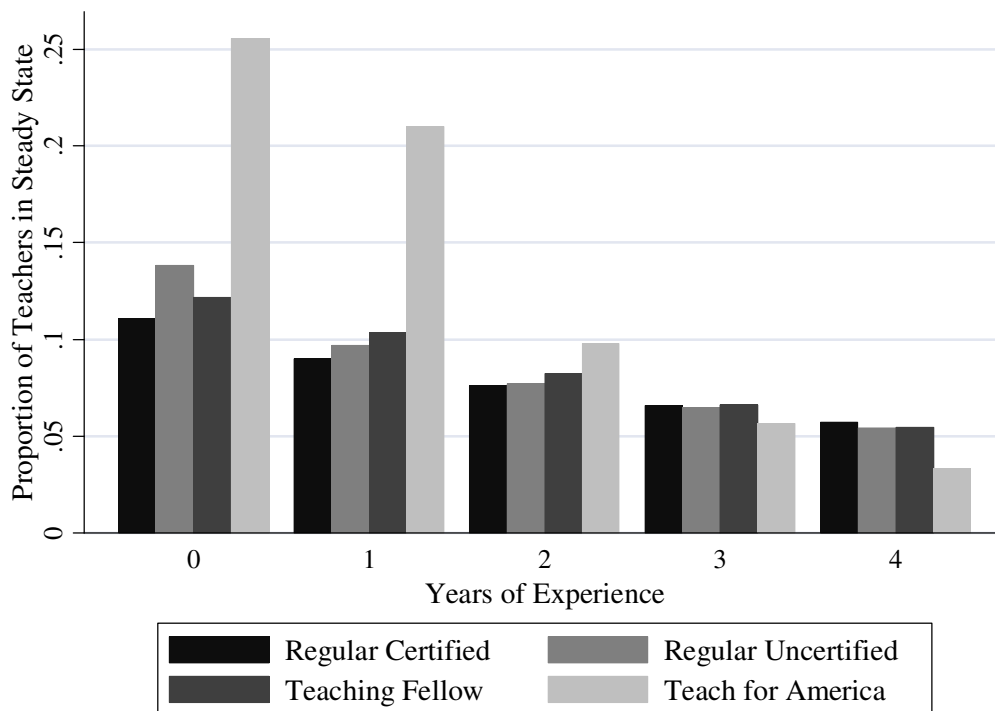 Proportion of Teachers in Steady State
.25
.2
.15
.1
.05
0
0 1 2 3 4
Years of Experience
Regular Certified Regular Uncertified
Teaching Fellow Teach for America